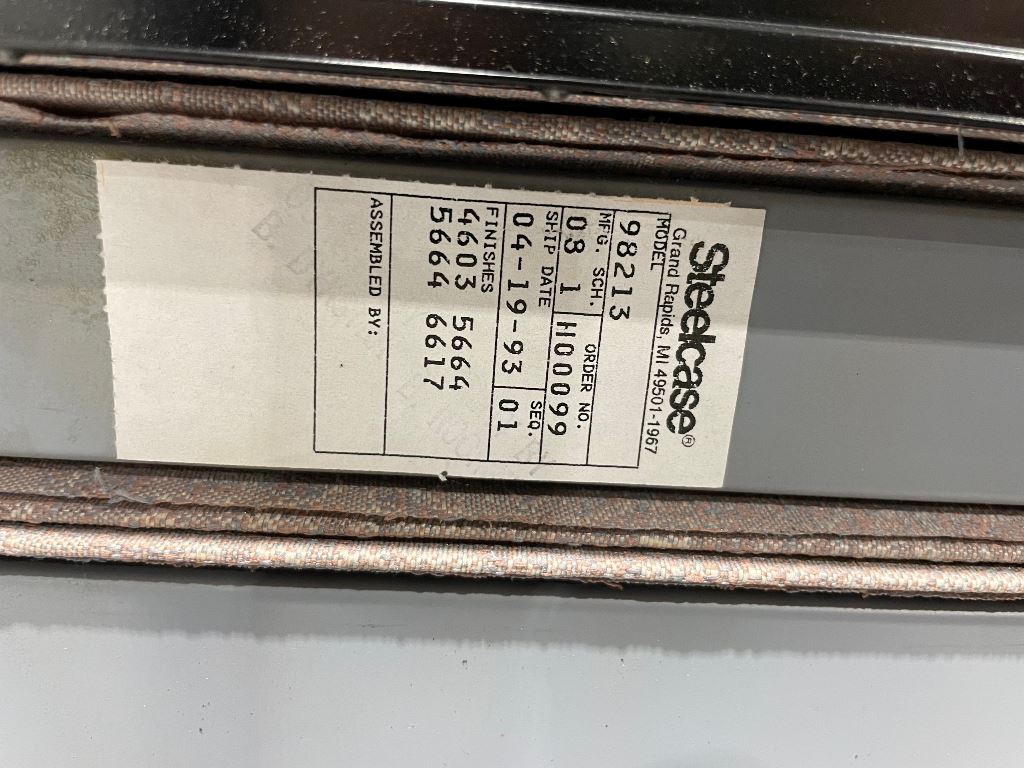 Steelcase®
Grand Rapids, MI 49501-1967
MODEL
98213
MFG. SCH. ORDER NO.
08 1 H00099
SHIP DATE SEQ.
04-19-93 01
FINISHES
4603 5664
5664 6617
ASSEMBLED BY: